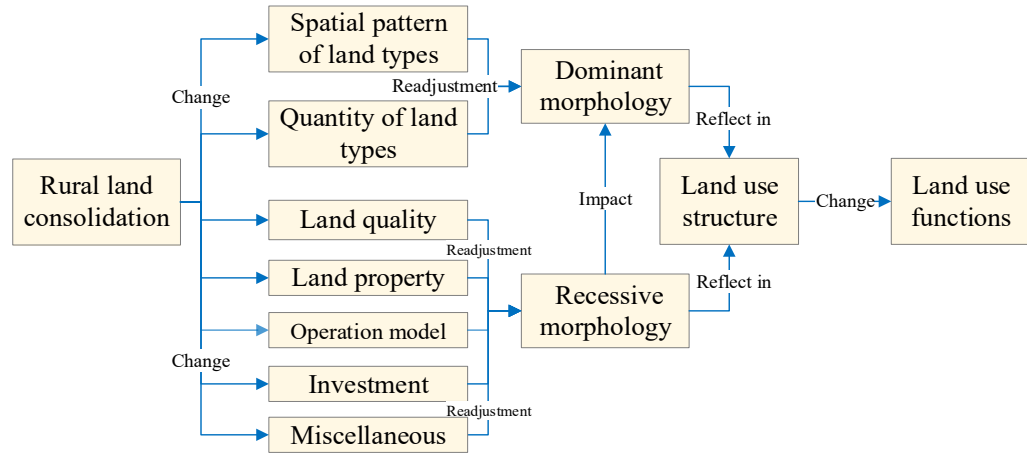 Spatial pattern
of land types
Dominant
morphology
Readjustment
Change
Quantity of land
types
Reflect in
Rural land
consolidation
Land use
structure
Change
Land use
functions
Impact
Land quality
Readjustment
Land property
Reflect in
Recessive
morphology
Operation model
Change
Investment
Readjustment
Miscellaneous